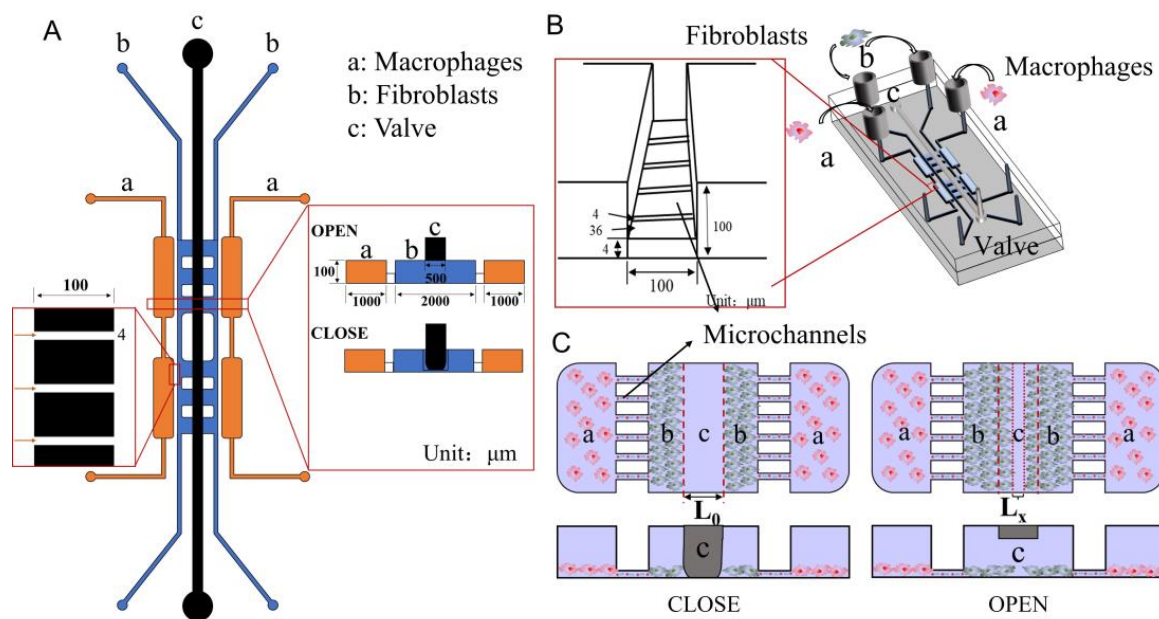 A
b
c
b
a: Macrophages
b: Fibroblasts
c: Valve
a
a
100
4
OPEN
a
b
c
100
500
1000
2000
1000
CLOSE
Unit: μm
B
Fibroblasts
b
Macrophages
c
a
a
Valve
4
36
4
100
100
Unit: μm
Microchannels
C
a
b
c
b
a
L₀
c
CLOSE
a
b
c
b
a
Lₓ
c
OPEN